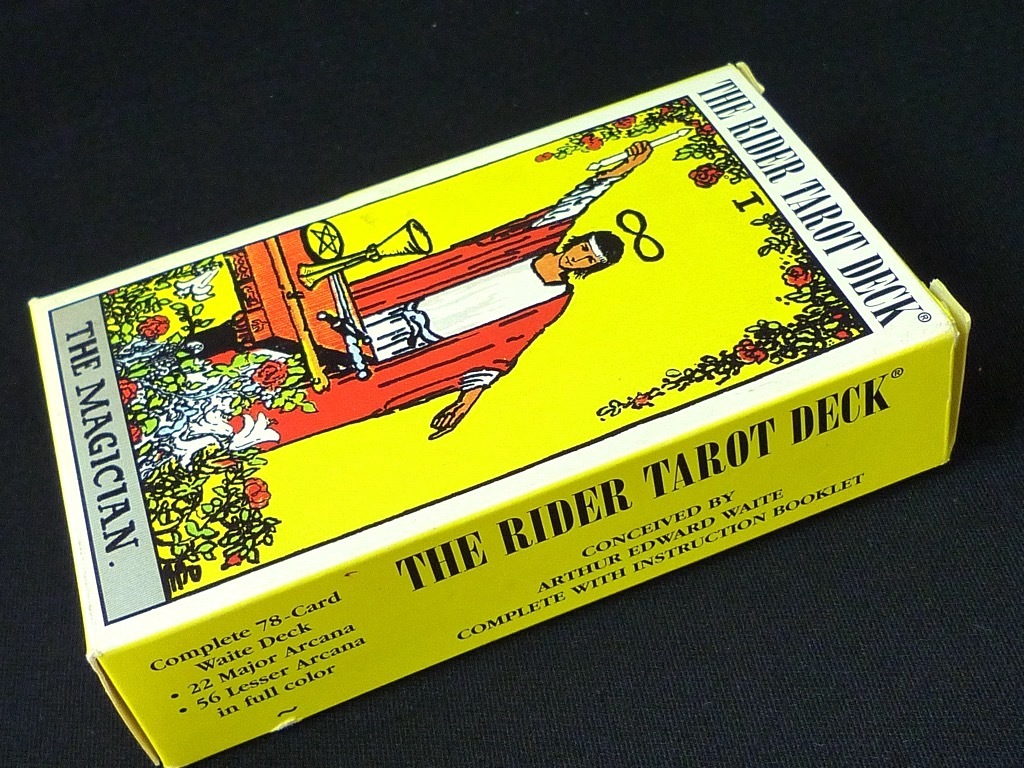 THE RIDER TAROT DECK®
I
THE MAGICIAN.
THE RIDER TAROT DECK®
CONCEIVED BY
ARTHUR EDWARD WAITE
COMPLETE WITH INSTRUCTION BOOKLET
Complete 78-Card
Waite Deck
• 22 Major Arcana
• 56 Lesser Arcana
in full color